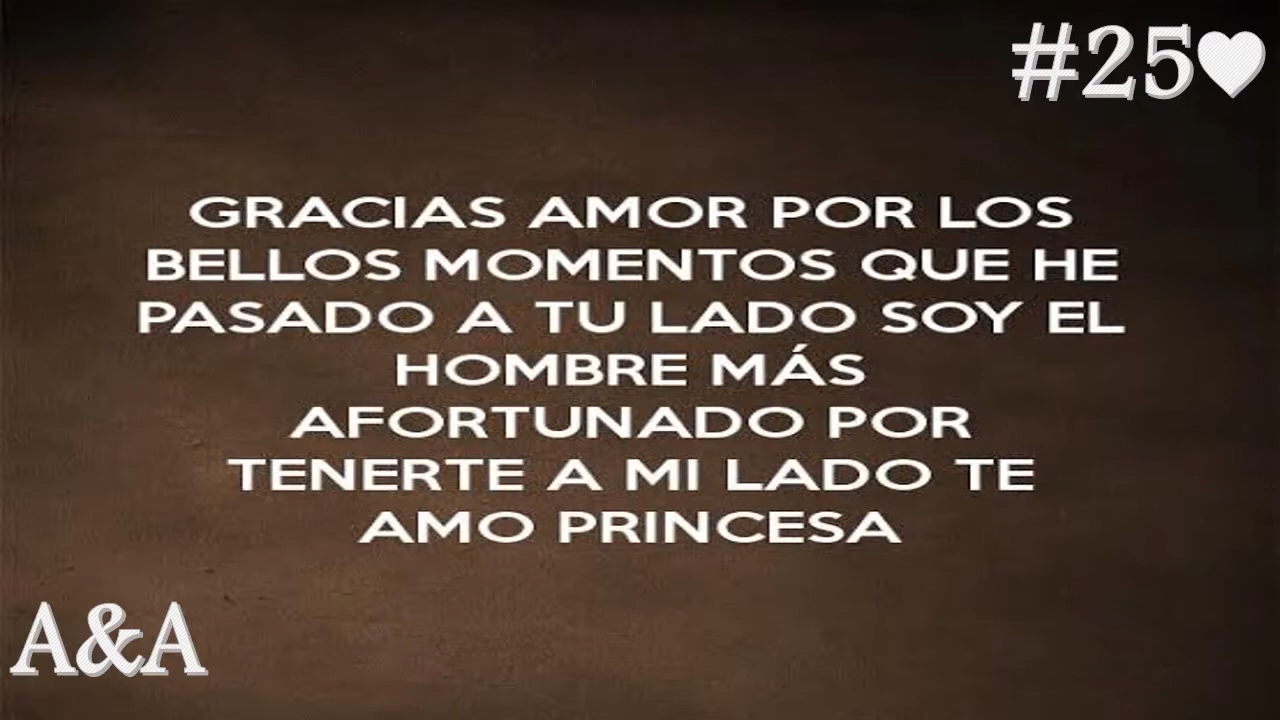 #25♥
GRACIAS AMOR POR LOS
BELLOS MOMENTOS QUE HE
PASADO A TU LADO SOY EL
HOMBRE MÁS
AFORTUNADO POR
TENERTE A MI LADO TE
AMO PRINCESA
A&A